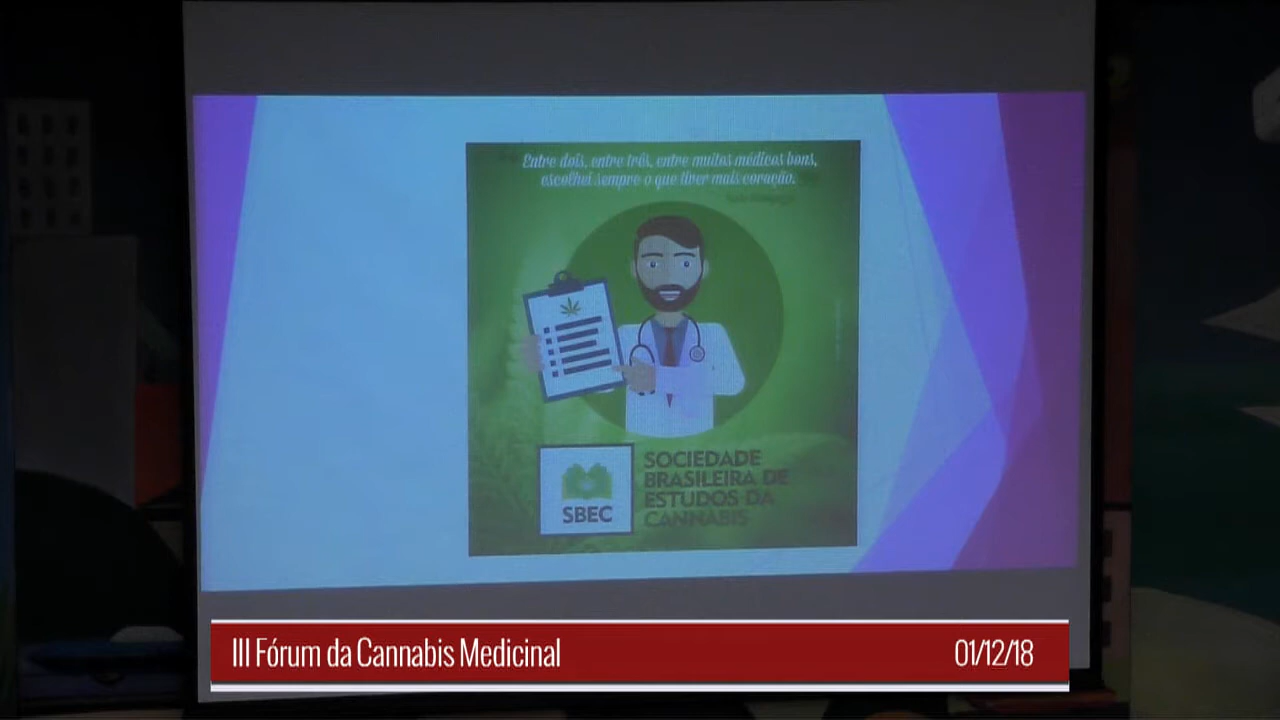 Entre dois, entre três, entre muitos médicos bons,
escolhei sempre o que tiver mais coração.
SBEC
SOCIEDADE
BRASILEIRA DE
ESTUDOS DA
CANNABIS
III Fórum da Cannabis Medicinal
01/12/18